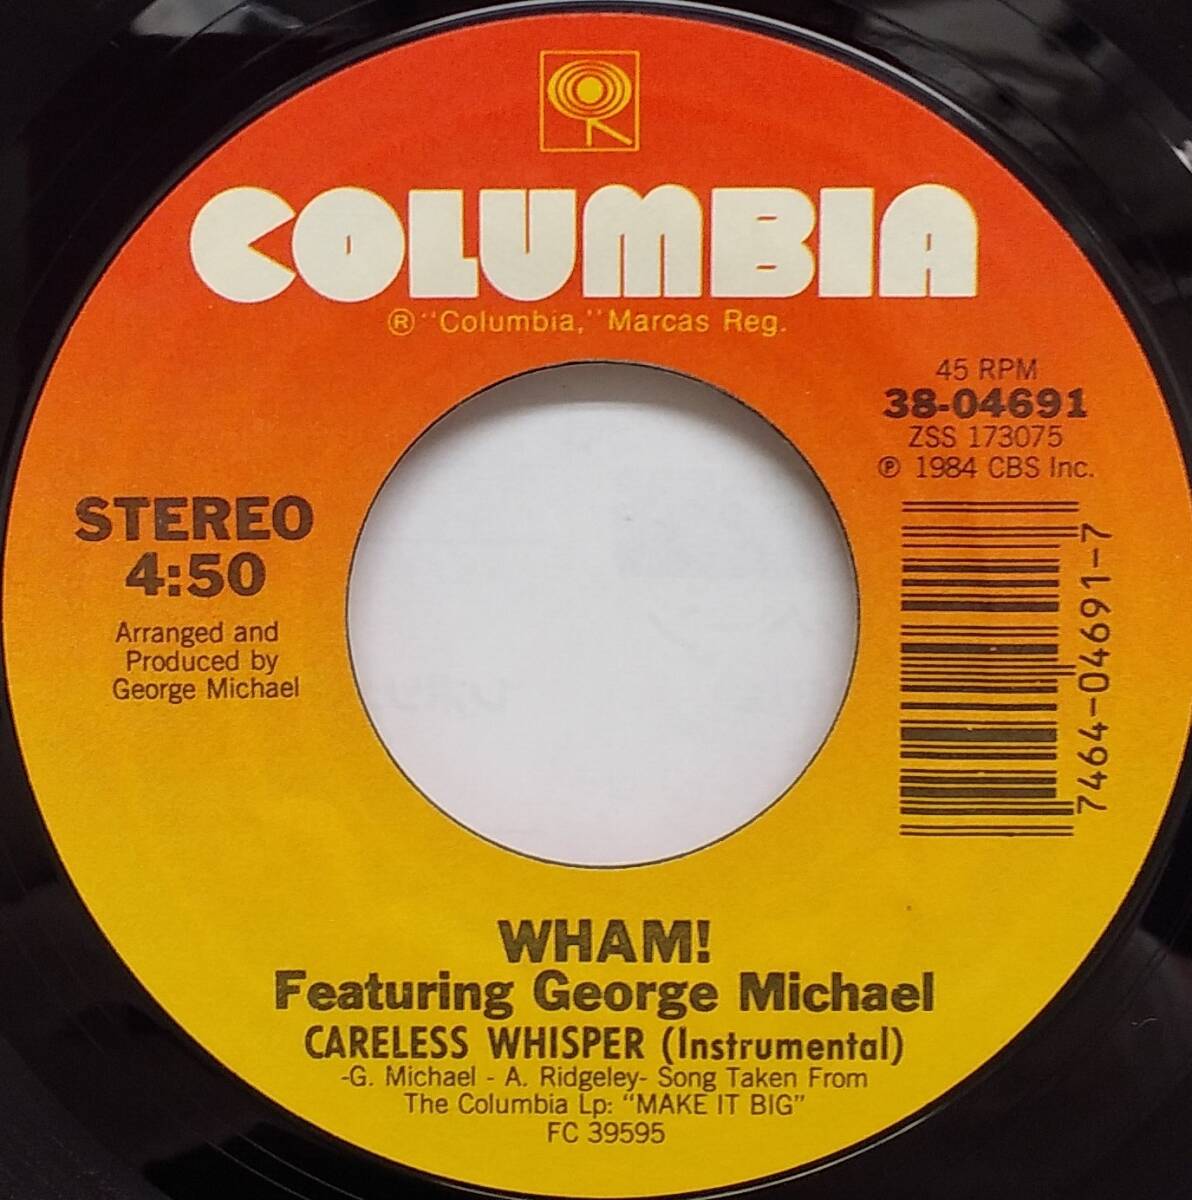 COLUMBIA
® "Columbia," Marcas Reg.
45 RPM
38-04691
ZSS 173075
℗ 1984 CBS Inc.
STEREO
4:50
Arranged and
Produced by
George Michael
7464-04691-7
WHAM!
Featuring George Michael
CARELESS WHISPER (Instrumental)
-G. Michael - A. Ridgeley- Song Taken From
The Columbia Lp: "MAKE IT BIG"
FC 39595